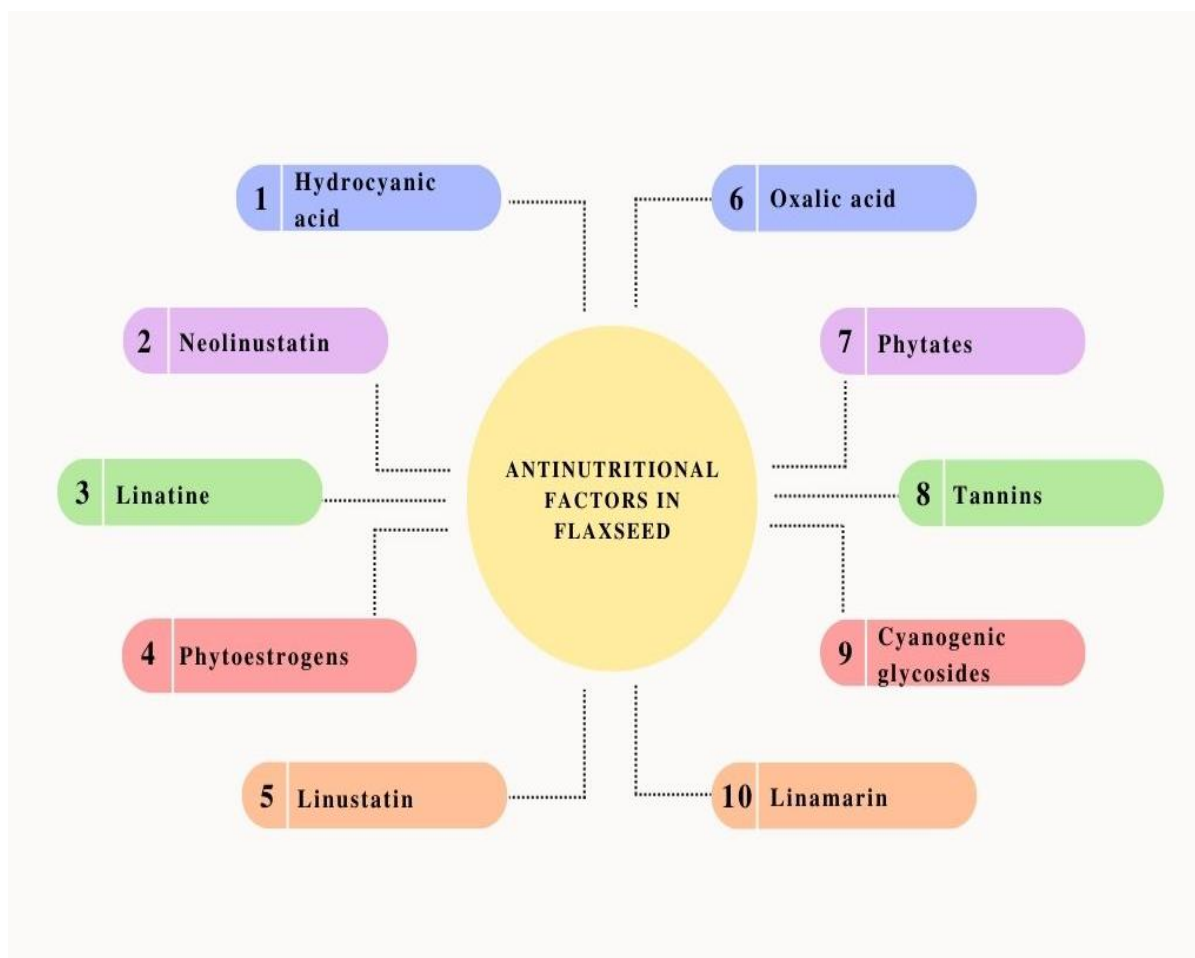 1 Hydrocyanic
acid
2 Neolinustatin
3 Linatine
4 Phytoestrogens
5 Linustatin
ANTINUTRITIONAL
FACTORS IN
FLAXSEED
6 Oxalic acid
7 Phytates
8 Tannins
9 Cyanogenic
glycosides
10 Linamarin